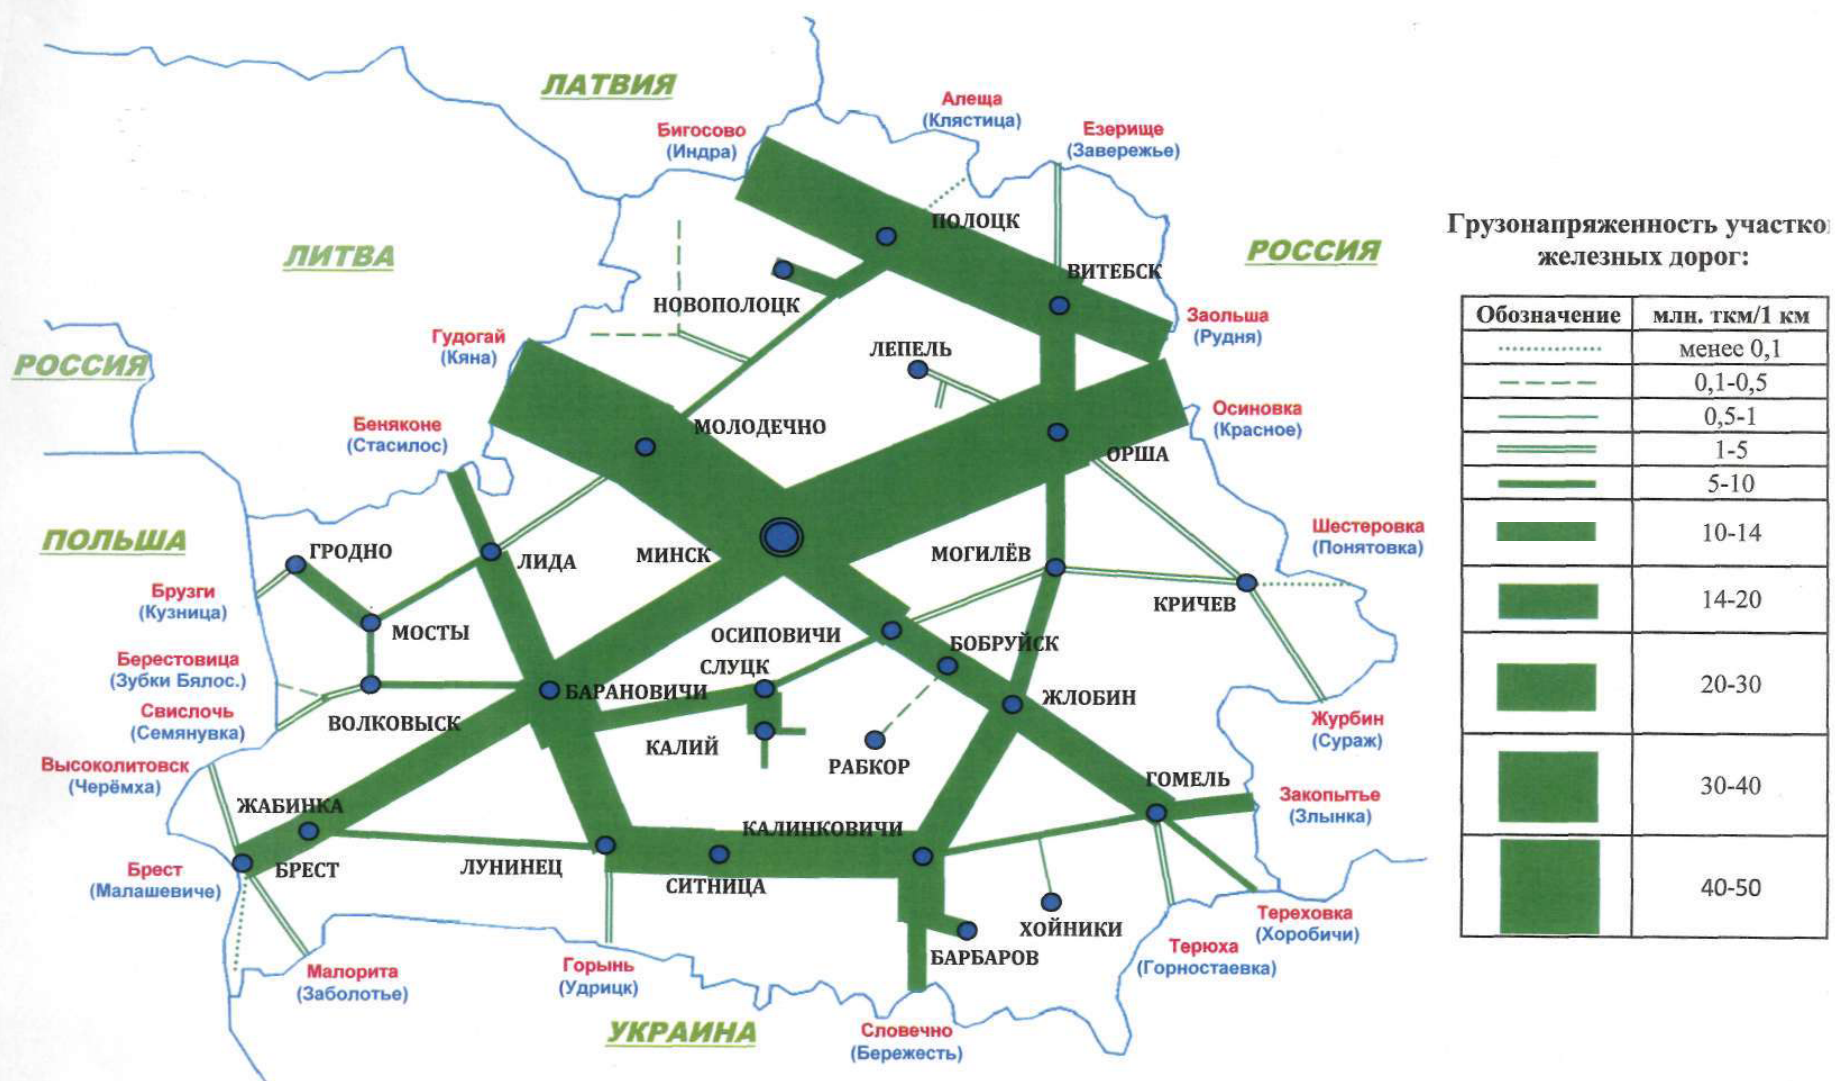 ЛАТВИЯ
Алеща
(Клястица)
Бигосово
(Индра)
Езерище
(Завережье)
ПОЛОЦК
ЛИТВА
РОССИЯ
ВИТЕБСК
НОВОПОЛОЦК
Заольша
(Рудня)
Гудогай
(Кяна)
ЛЕПЕЛЬ
РОССИЯ
Беняконе
(Стасилос)
МОЛОДЕЧНО
Осиновка
(Красное)
ОРША
ПОЛЬША
ГРОДНО
ЛИДА
МИНСК
МОГИЛЁВ
Шестеровка
(Понятовка)
Брузги
(Кузница)
КРИЧЕВ
МОСТЫ
ОСИПОВИЧИ
БОБРУЙСК
Берестовица
(Зубки Бялос.)
СЛУЦК
БАРАНОВИЧИ
ЖЛОБИН
Свислочь
(Семянувка)
ВОЛКОВЫСК
КАЛИЙ
РАБКОР
Журбин
(Сураж)
Высоколитовск
(Черёмха)
ГОМЕЛЬ
ЖАБИНКА
КАЛИНКОВИЧИ
Закопытье
(Злынка)
Брест
(Малашевиче)
БРЕСТ
ЛУНИНЕЦ
СИТНИЦА
ХОЙНИКИ
Тереховка
(Хоробичи)
БАРБАРОВ
Терюха
(Горностаевка)
Малорита
(Заболотье)
Горынь
(Удрицк)
УКРАИНА
Словечно
(Бережесть)
Грузонапряженность участко
железных дорог:
Обозначение млн. ткм/1 км
менее 0,1
0,1-0,5
0,5-1
1-5
5-10
10-14
14-20
20-30
30-40
40-50